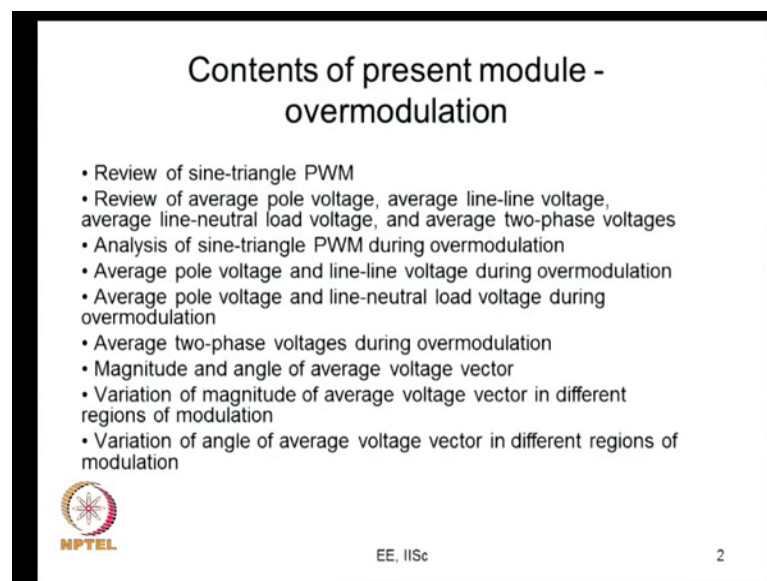 Contents of present module -
overmodulation
• Review of sine-triangle PWM
• Review of average pole voltage, average line-line voltage,
average line-neutral load voltage, and average two-phase voltages
• Analysis of sine-triangle PWM during overmodulation
• Average pole voltage and line-line voltage during overmodulation
• Average pole voltage and line-neutral load voltage during
overmodulation
• Average two-phase voltages during overmodulation
• Magnitude and angle of average voltage vector
• Variation of magnitude of average voltage vector in different
regions of modulation
• Variation of angle of average voltage vector in different regions of
modulation
NPTEL
EE, IISc
2